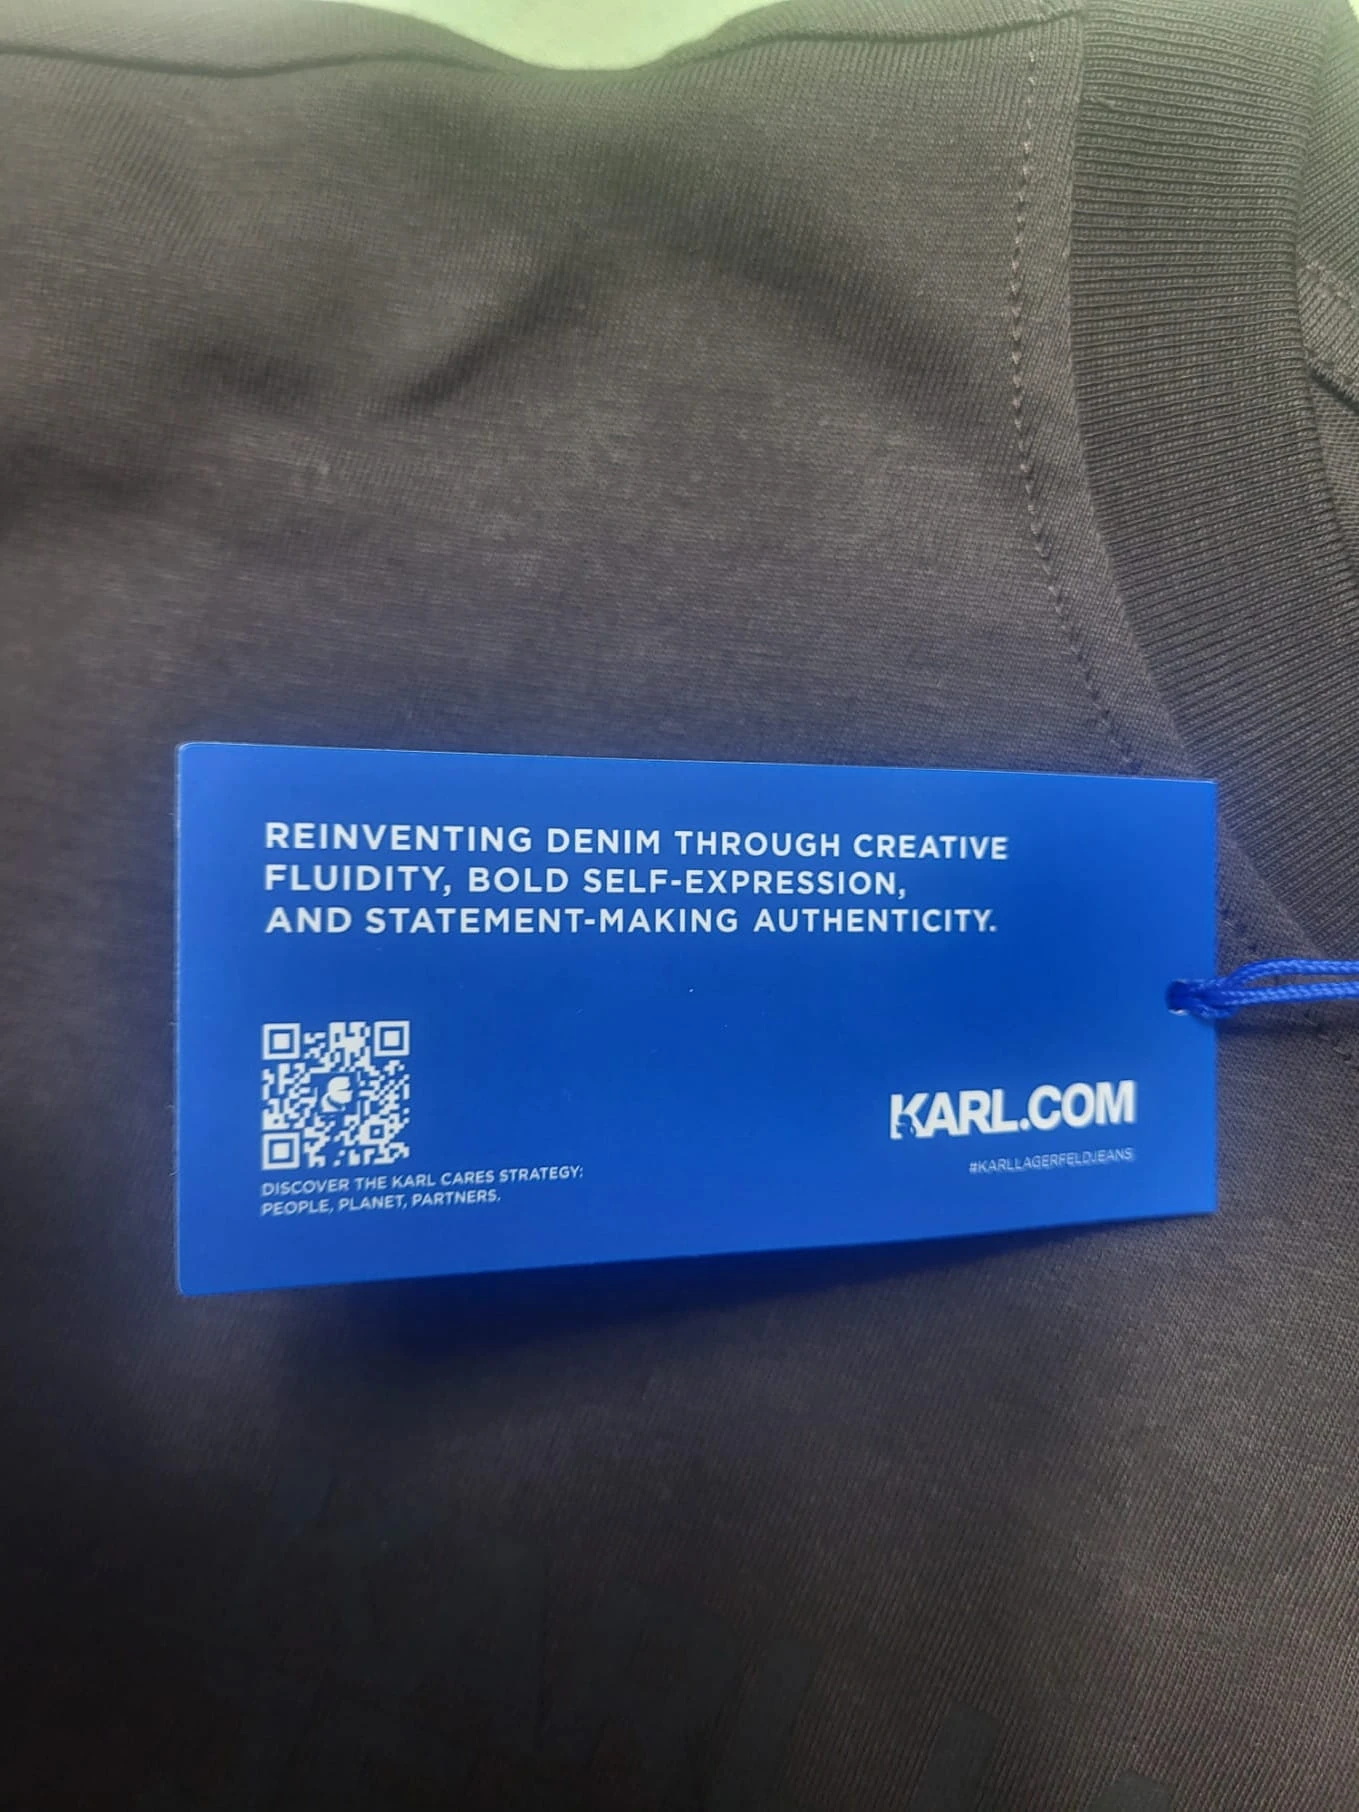 REINVENTING DENIM THROUGH CREATIVE
FLUIDITY, BOLD SELF-EXPRESSION,
AND STATEMENT-MAKING AUTHENTICITY.
DISCOVER THE KARL CARES STRATEGY:
PEOPLE, PLANET, PARTNERS.
KARL.COM
#KARLLAGERFELDJEANS